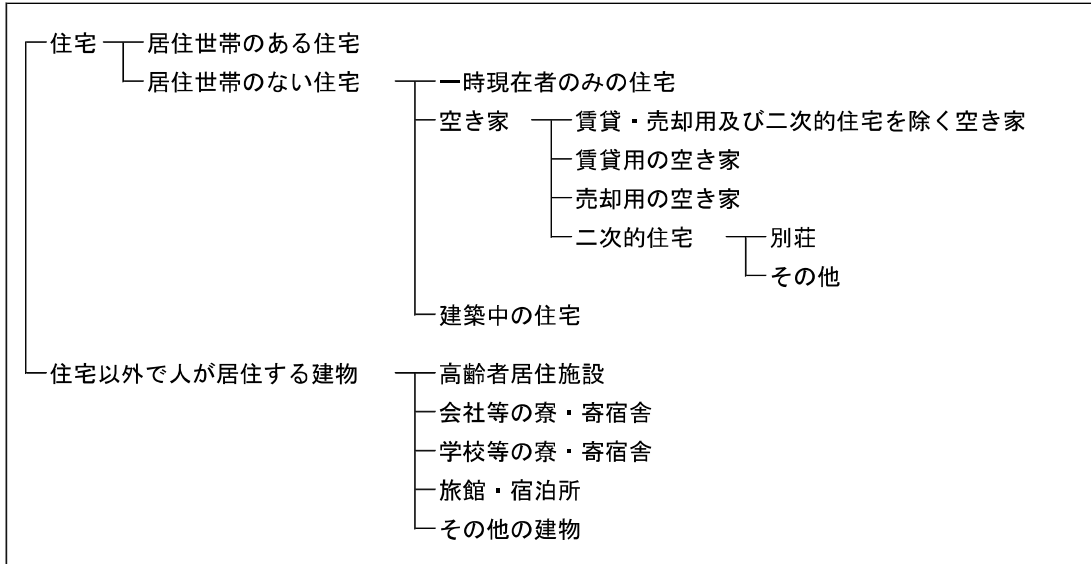 住宅 居住世帯のある住宅
居住世帯のない住宅 一時現在者のみの住宅
空き家 賃貸・売却用及び二次的住宅を除く空き家
賃貸用の空き家
売却用の空き家
二次的住宅 別荘
その他
建築中の住宅
住宅以外で人が居住する建物 高齢者居住施設
会社等の寮・寄宿舎
学校等の寮・寄宿舎
旅館・宿泊所
その他の建物